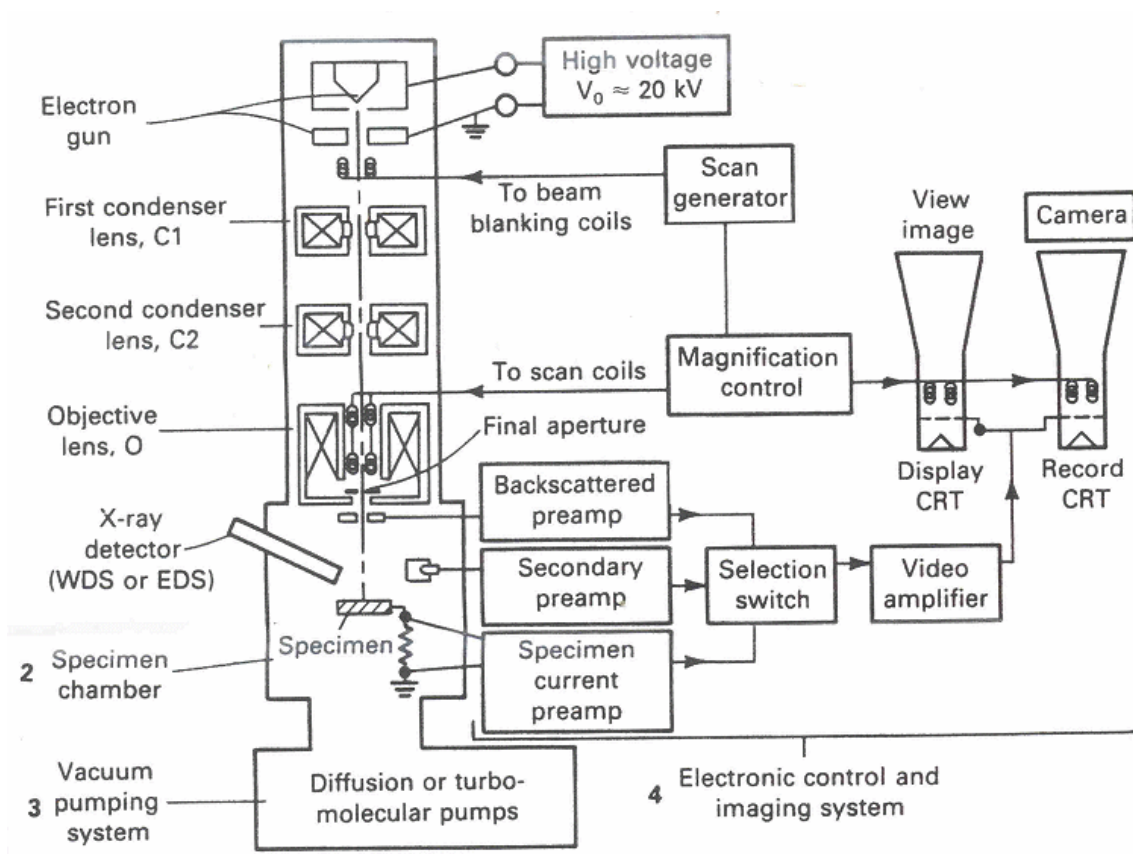 High voltage
V₀ ≈ 20 kV
Electron
gun
Scan
generator
To beam
blanking coils
First condenser
lens, C1
View
image
Camera
Second condenser
lens, C2
To scan coils
Magnification
control
Objective
lens, O
Final aperture
Display
CRT
Record
CRT
Backscattered
preamp
X-ray
detector
(WDS or EDS)
Secondary
preamp
Selection
switch
Video
amplifier
Specimen
Specimen
current
preamp
2 Specimen
chamber
Vacuum
3 pumping
system
Diffusion or turbo-
molecular pumps
4 Electronic control and
imaging system